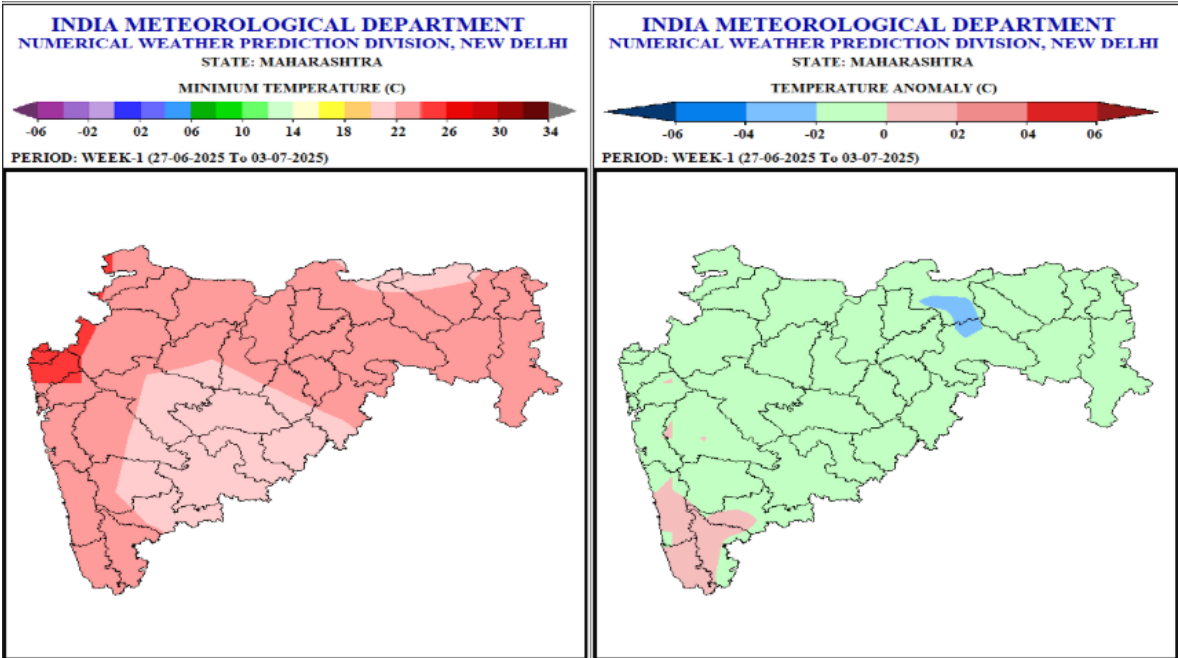 INDIA METEOROLOGICAL DEPARTMENT
NUMERICAL WEATHER PREDICTION DIVISION, NEW DELHI
STATE: MAHARASHTRA
MINIMUM TEMPERATURE (C)
-06 -02 02 06 10 14 18 22 26 30 34
PERIOD: WEEK-1 (27-06-2025 To 03-07-2025)
INDIA METEOROLOGICAL DEPARTMENT
NUMERICAL WEATHER PREDICTION DIVISION, NEW DELHI
STATE: MAHARASHTRA
TEMPERATURE ANOMALY (C)
-06 -04 -02 0 02 04 06
PERIOD: WEEK-1 (27-06-2025 To 03-07-2025)